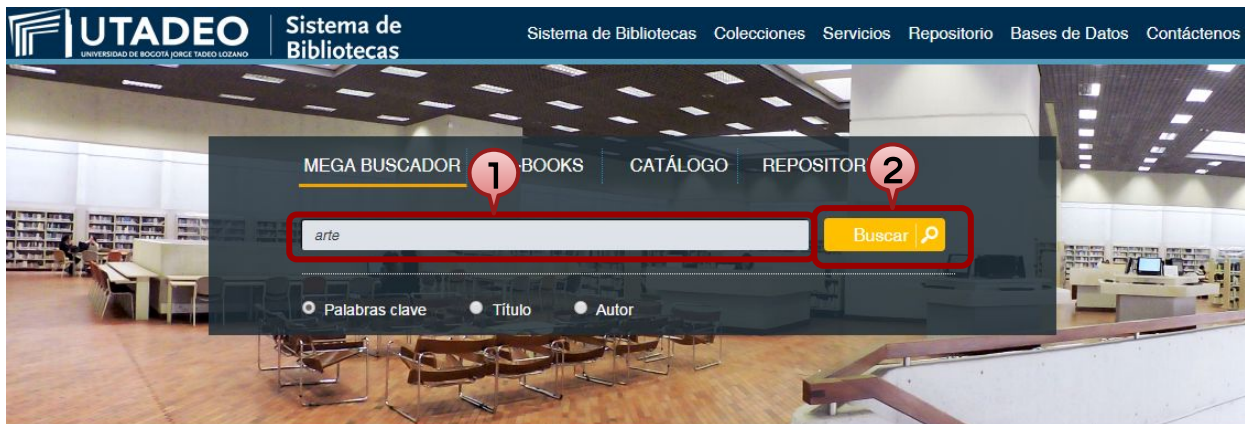 UTADEO
UNIVERSIDAD DE BOGOTÁ JORGE TADEO LOZANO
Sistema de
Bibliotecas
Sistema de Bibliotecas Colecciones Servicios Repositorio Bases de Datos Contáctenos
MEGA BUSCADOR 1 -BOOKS CATÁLOGO REPOSITOR 2
arte
Buscar
Palabras clave Título Autor